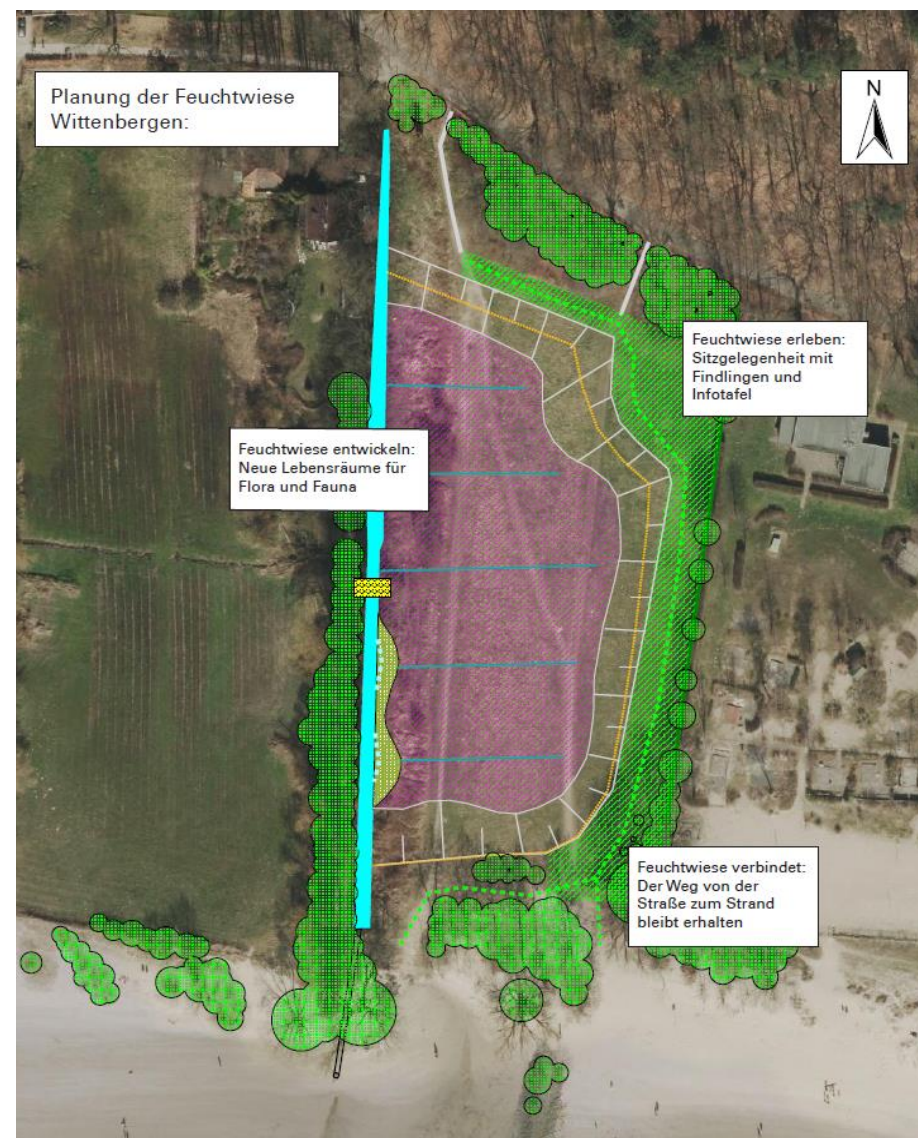 Planung der Feuchtwiese
Wittenbergen:
N
Feuchtwiese erleben:
Sitzgelegenheit mit
Findlingen und
Infotafel
Feuchtwiese entwickeln:
Neue Lebensräume für
Flora und Fauna
Feuchtwiese verbindet:
Der Weg von der
Straße zum Strand
bleibt erhalten